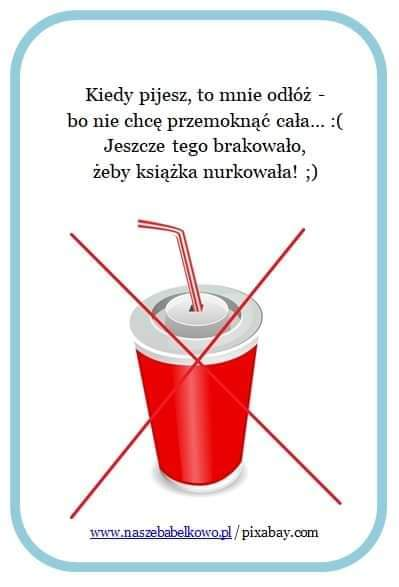 Kiedy pijesz, to mnie odłóż -
bo nie chcę przemoknąć cała... :(
Jeszcze tego brakowało,
żeby książka nurkowała! ;)
www.naszebabelkowo.pl/pixabay.com